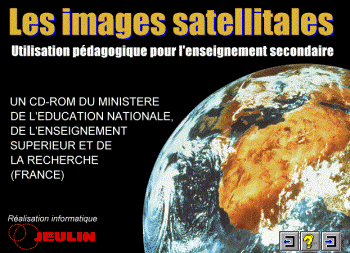 Les images satellitales
Utilisation pédagogique pour l'enseignement secondaire
UN CD-ROM DU MINISTERE
DE L'EDUCATION NATIONALE,
DE L'ENSEIGNEMENT
SUPERIEUR ET DE
LA RECHERCHE
(FRANCE)
Réalisation informatique
JEULIN
?